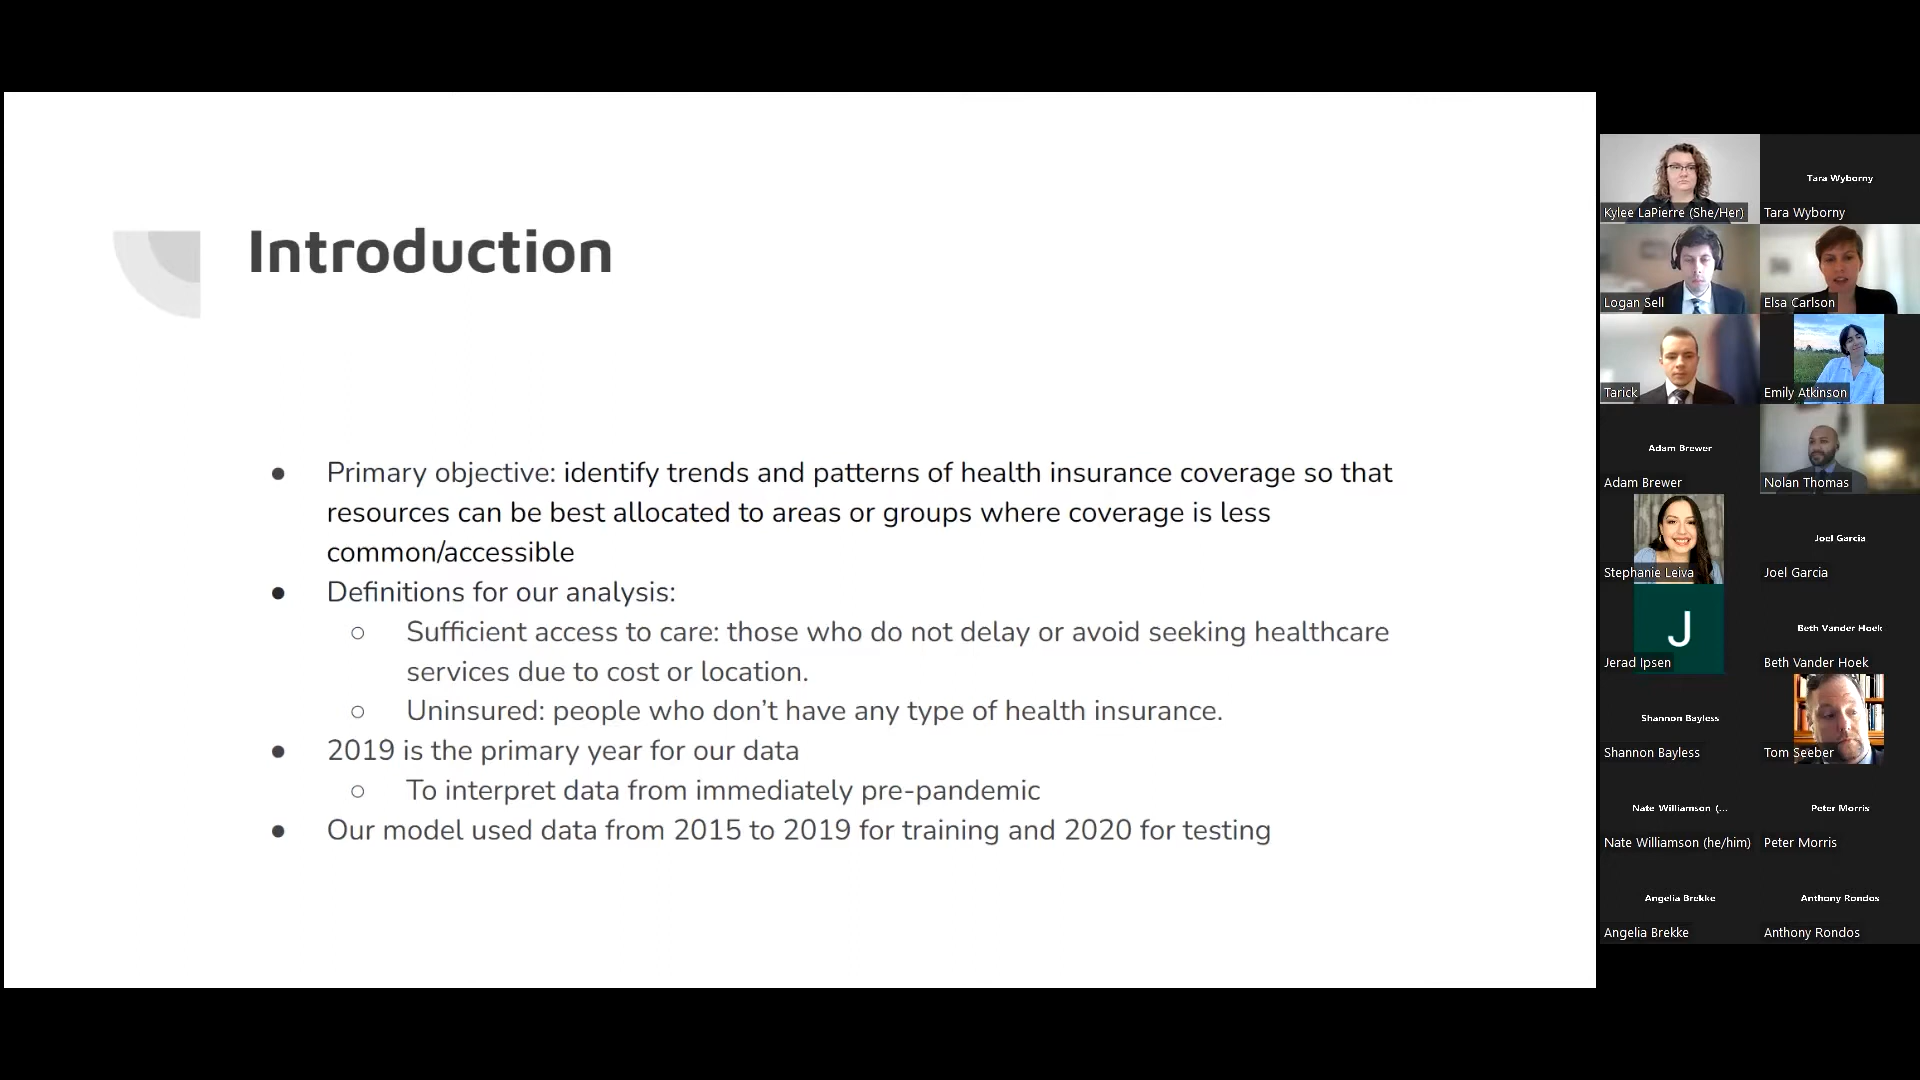 Introduction
● Primary objective: identify trends and patterns of health insurance coverage so that
resources can be best allocated to areas or groups where coverage is less
common/accessible
● Definitions for our analysis:
○ Sufficient access to care: those who do not delay or avoid seeking healthcare
services due to cost or location.
○ Uninsured: people who don’t have any type of health insurance.
● 2019 is the primary year for our data
○ To interpret data from immediately pre-pandemic
● Our model used data from 2015 to 2019 for training and 2020 for testing
Kylee LaPierre (She/Her)
Tara Wyborny
Tara Wyborny
Logan Sell
Elsa Carlson
Tarick
Emily Atkinson
Adam Brewer
Adam Brewer
Nolan Thomas
Stephanie Leiva
Joel Garcia
Joel Garcia
J
Jerad Ipsen
Beth Vander Hoek
Beth Vander Hoek
Shannon Bayless
Shannon Bayless
Tom Seeber
Nate Williamson (...
Nate Williamson (he/him)
Peter Morris
Peter Morris
Angelia Brekke
Angelia Brekke
Anthony Rondos
Anthony Rondos